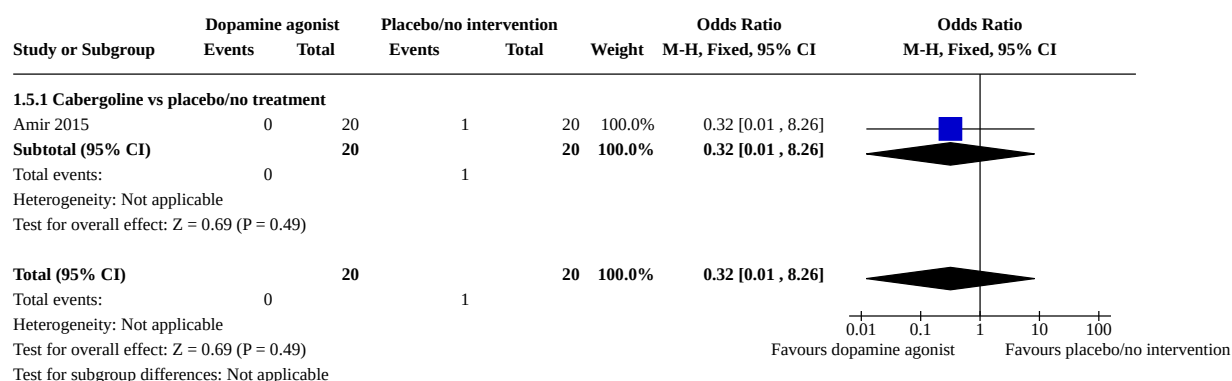 Dopamine agonist Placebo/no intervention Odds Ratio Odds Ratio
Study or Subgroup Events Total Events Total Weight M-H, Fixed, 95% CI M-H, Fixed, 95% CI
1.5.1 Cabergoline vs placebo/no treatment
Amir 2015 0 20 1 20 100.0% 0.32 [0.01 , 8.26]
Subtotal (95% CI) 20 20 100.0% 0.32 [0.01 , 8.26]
Total events: 0 1
Heterogeneity: Not applicable
Test for overall effect: Z = 0.69 (P = 0.49)
Total (95% CI) 20 20 100.0% 0.32 [0.01 , 8.26]
Total events: 0 1
Heterogeneity: Not applicable
0.01 0.1 1 10 100
Test for overall effect: Z = 0.69 (P = 0.49)
Favours dopamine agonist Favours placebo/no intervention
Test for subgroup differences: Not applicable